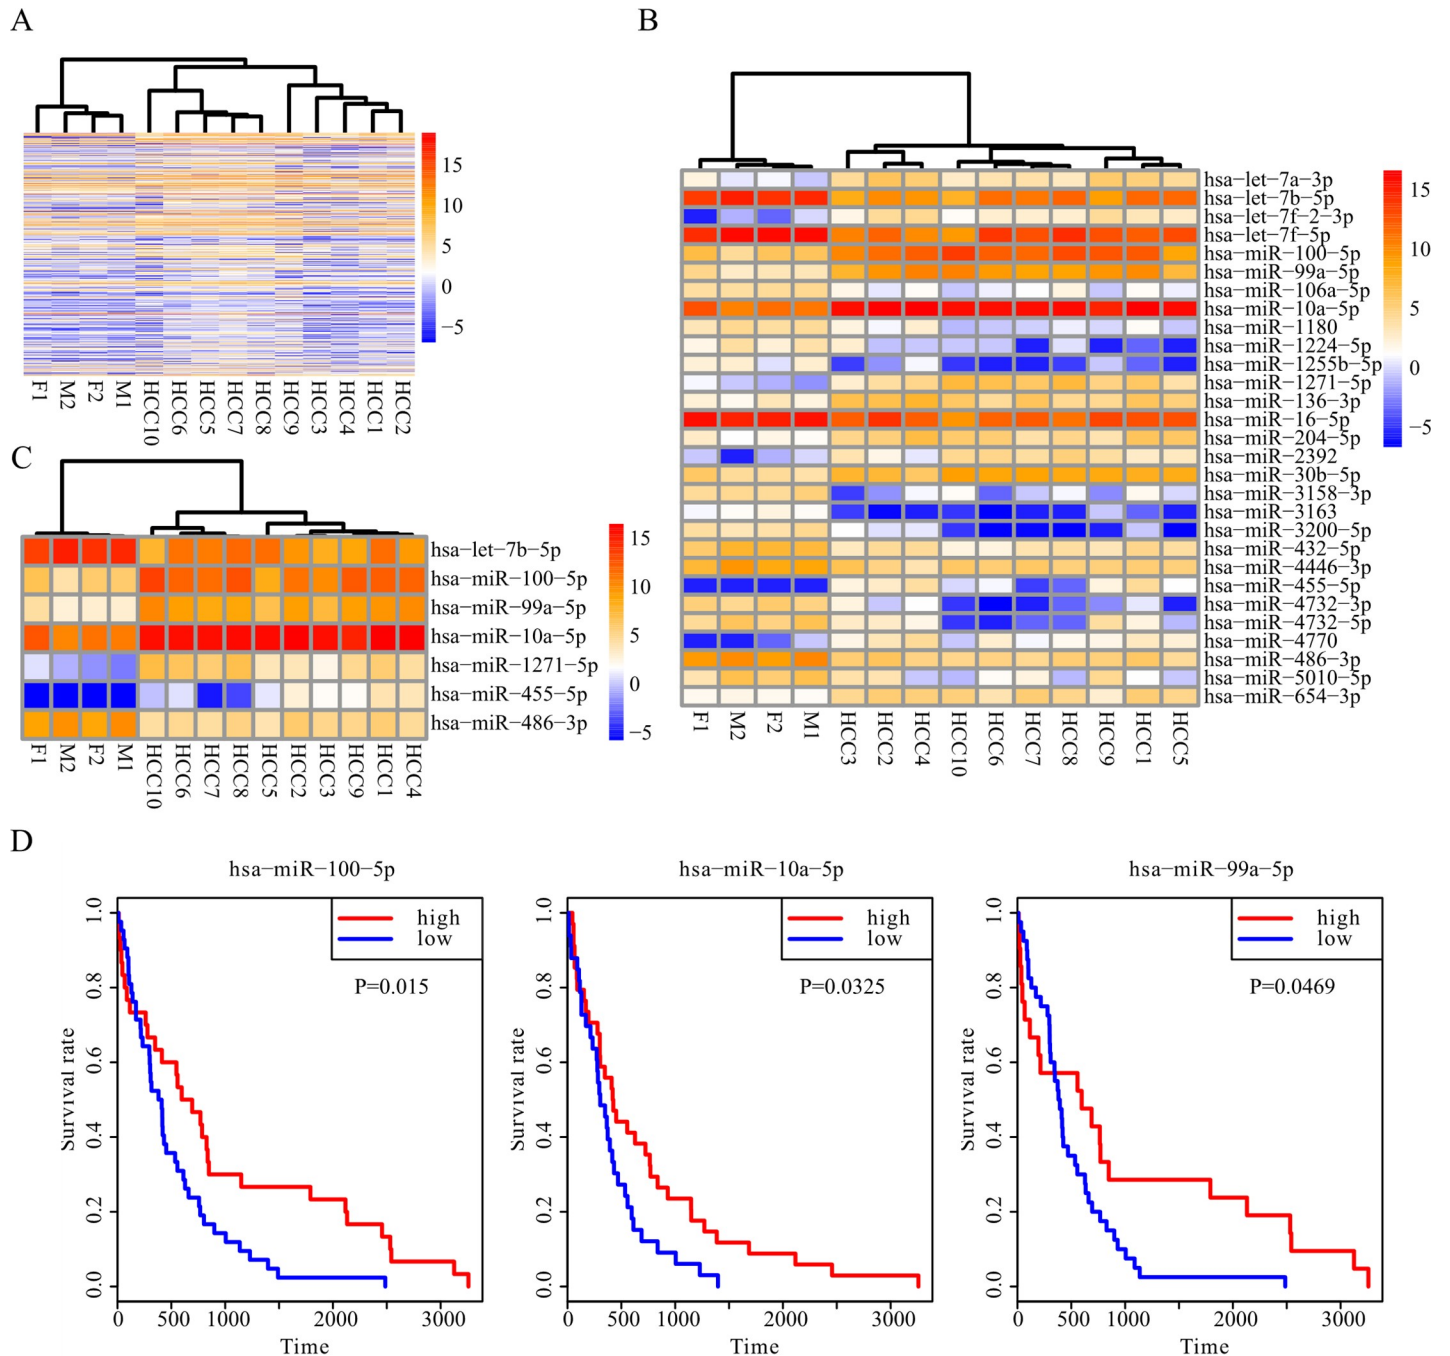 A
15
10
5
0
−5
F1
M2
F2
M1
HCC10
HCC6
HCC5
HCC7
HCC8
HCC9
HCC3
HCC4
HCC1
HCC2
B
hsa−let−7a−3p
hsa−let−7b−5p
hsa−let−7f−2−3p
hsa−let−7f−5p
hsa−miR−100−5p
hsa−miR−99a−5p
hsa−miR−106a−5p
hsa−miR−10a−5p
hsa−miR−1180
hsa−miR−1224−5p
hsa−miR−1255b−5p
hsa−miR−1271−5p
hsa−miR−136−3p
hsa−miR−16−5p
hsa−miR−204−5p
hsa−miR−2392
hsa−miR−30b−5p
hsa−miR−3158−3p
hsa−miR−3163
hsa−miR−3200−5p
hsa−miR−432−5p
hsa−miR−4446−3p
hsa−miR−455−5p
hsa−miR−4732−3p
hsa−miR−4732−5p
hsa−miR−4770
hsa−miR−486−3p
hsa−miR−5010−5p
hsa−miR−654−3p
15
10
5
0
−5
F1
M2
F2
M1
HCC3
HCC2
HCC4
HCC10
HCC6
HCC7
HCC8
HCC9
HCC1
HCC5
C
hsa−let−7b−5p
hsa−miR−100−5p
hsa−miR−99a−5p
hsa−miR−10a−5p
hsa−miR−1271−5p
hsa−miR−455−5p
hsa−miR−486−3p
15
10
5
0
−5
F1
M2
F2
M1
HCC10
HCC6
HCC7
HCC8
HCC5
HCC2
HCC3
HCC9
HCC1
HCC4
D
hsa−miR−100−5p
high
low
P=0.015
Survival rate
1.0
0.8
0.6
0.4
0.2
0.0
0 500 1000 2000 3000
Time
hsa−miR−10a−5p
high
low
P=0.0325
Survival rate
1.0
0.8
0.6
0.4
0.2
0.0
0 500 1000 2000 3000
Time
hsa−miR−99a−5p
high
low
P=0.0469
Survival rate
1.0
0.8
0.6
0.4
0.2
0.0
0 500 1000 2000 3000
Time